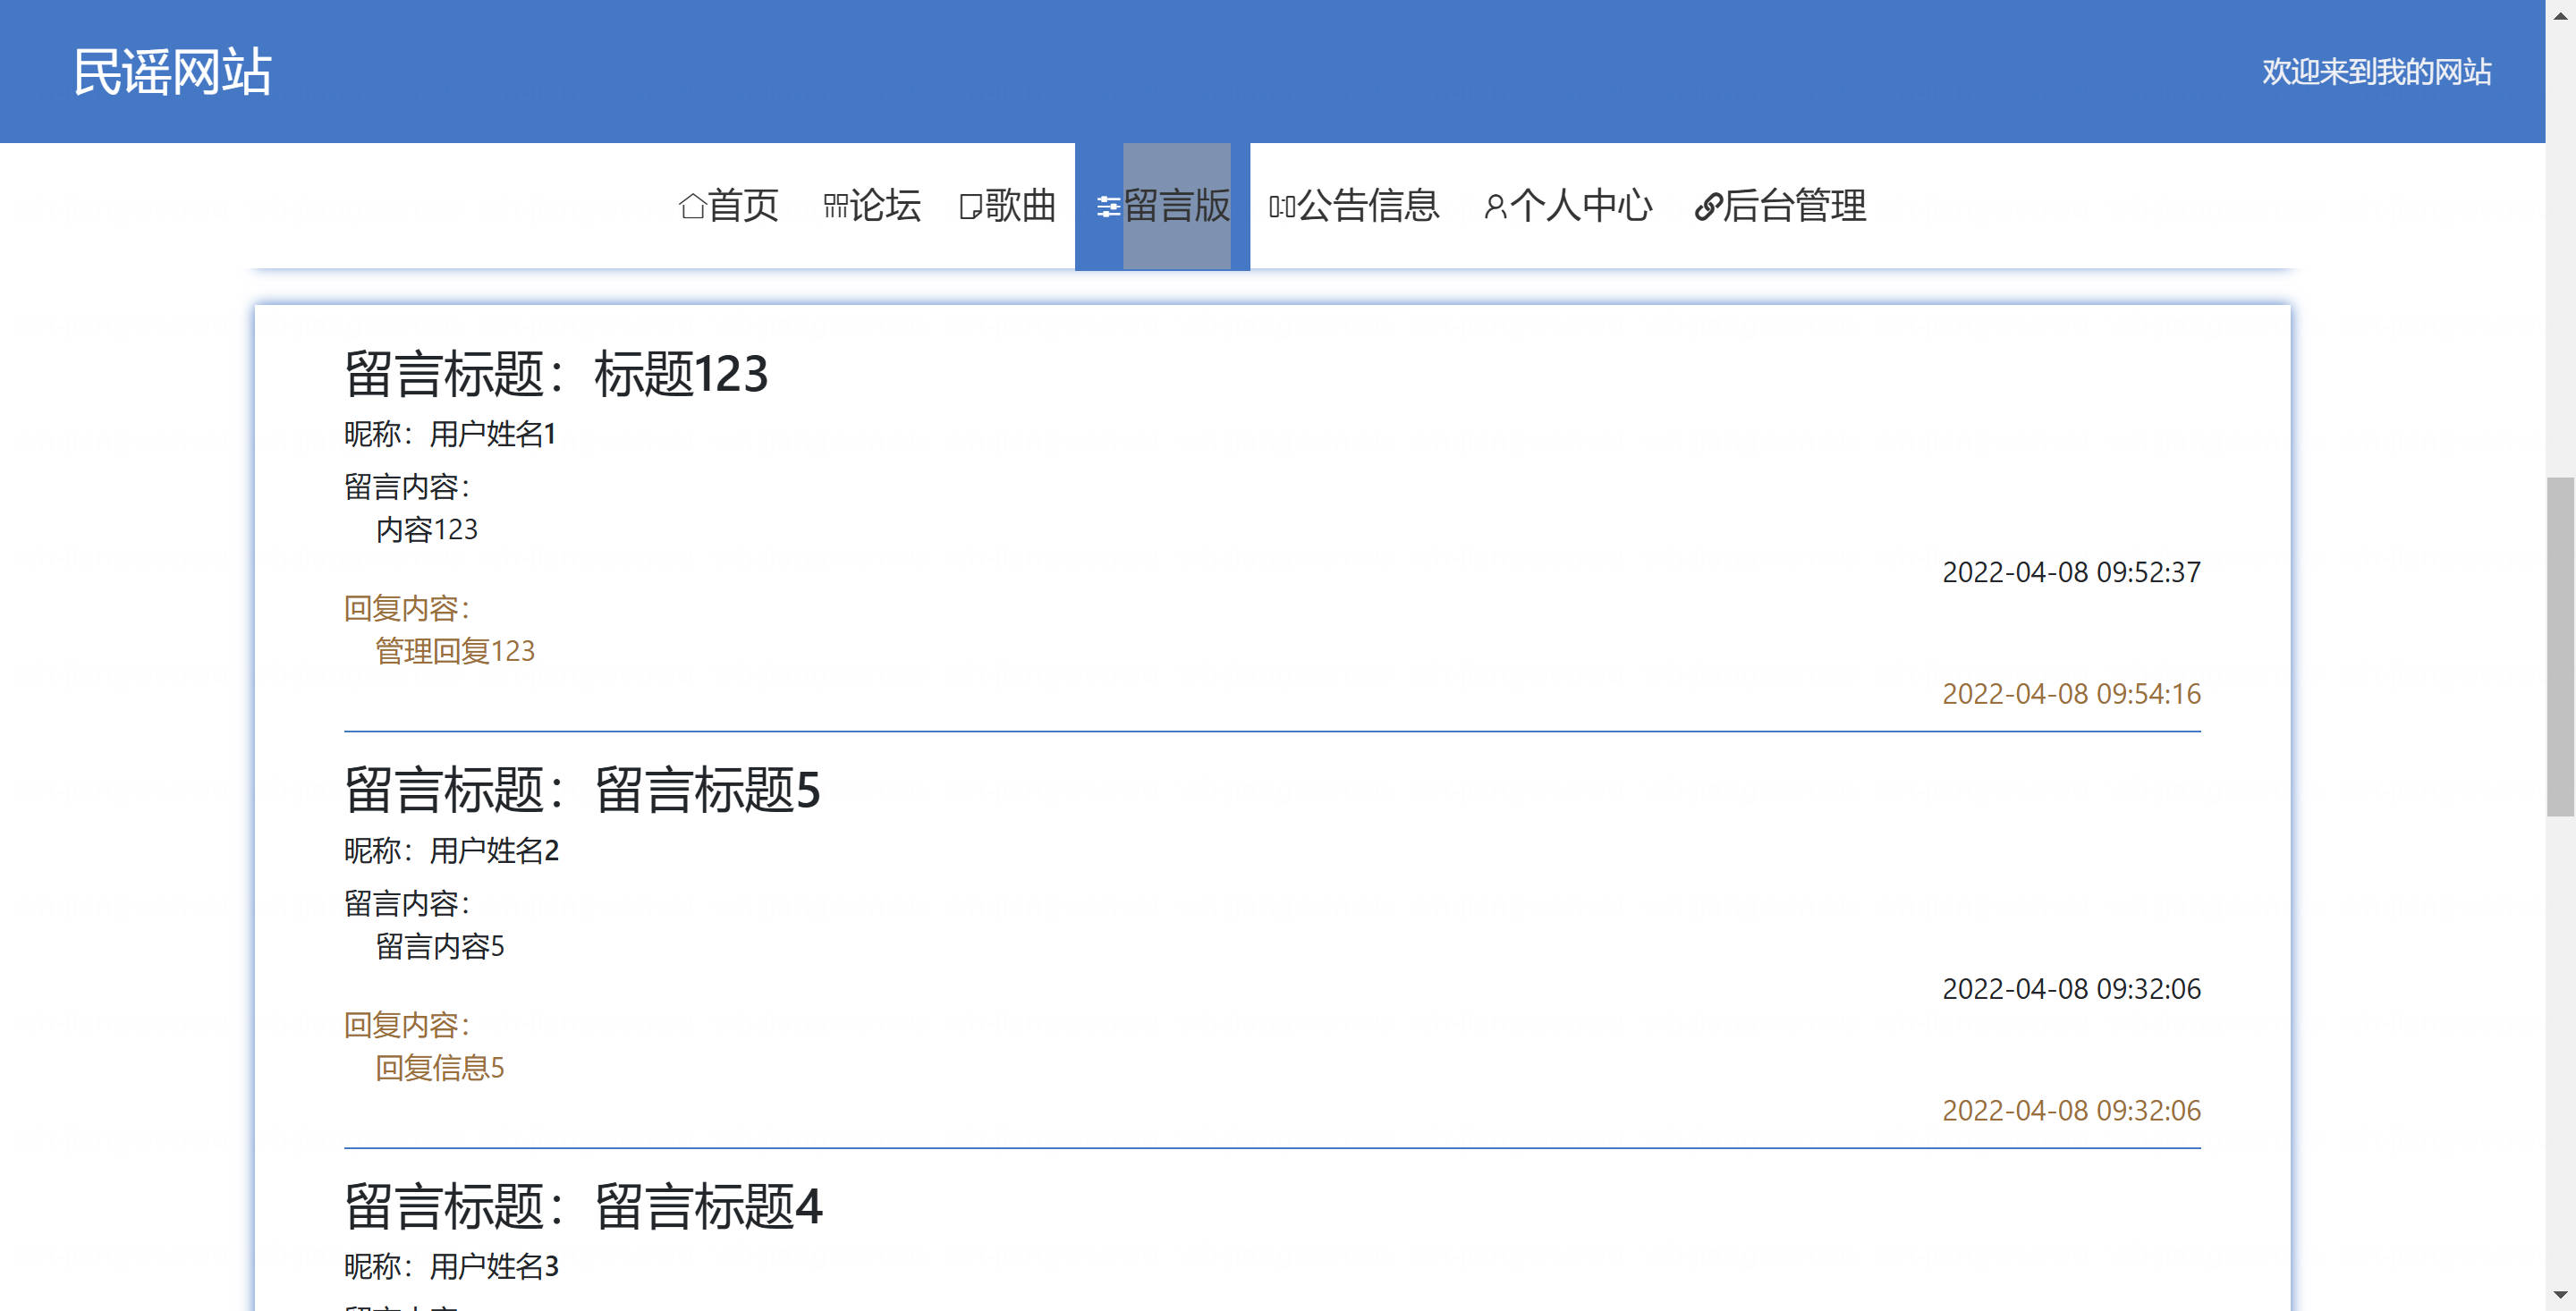 民谣网站
欢迎来到我的网站
首页 论坛 歌曲 留言版 公告信息 个人中心 后台管理
留言标题：标题123
昵称：用户姓名1
留言内容：
内容123
2022-04-08 09:52:37
回复内容：
管理回复123
2022-04-08 09:54:16
留言标题：留言标题5
昵称：用户姓名2
留言内容：
留言内容5
2022-04-08 09:32:06
回复内容：
回复信息5
2022-04-08 09:32:06
留言标题：留言标题4
昵称：用户姓名3